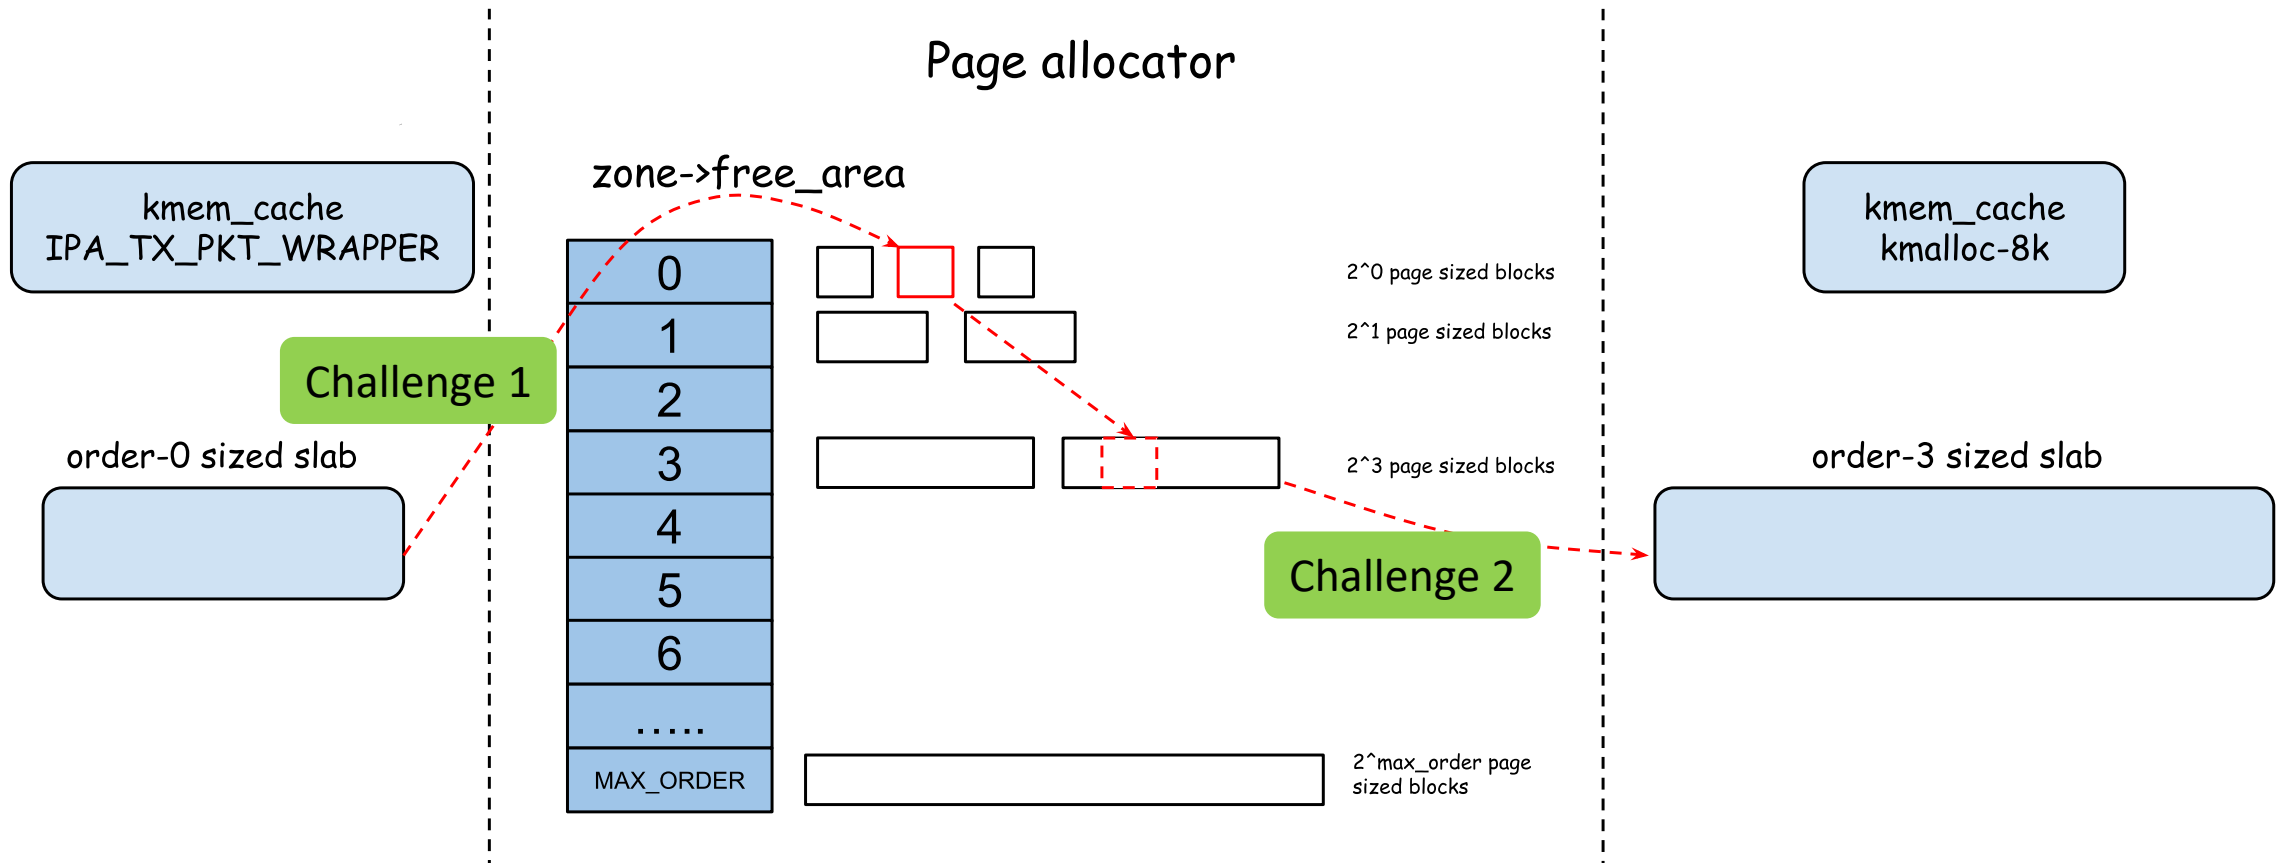 Page allocator
zone->free_area
kmem_cache
IPA_TX_PKT_WRAPPER
Challenge 1
order-0 sized slab
0
1
2
3
4
5
6
.....
MAX_ORDER
2^0 page sized blocks
2^1 page sized blocks
2^3 page sized blocks
2^max_order page
sized blocks
Challenge 2
kmem_cache
kmalloc-8k
order-3 sized slab